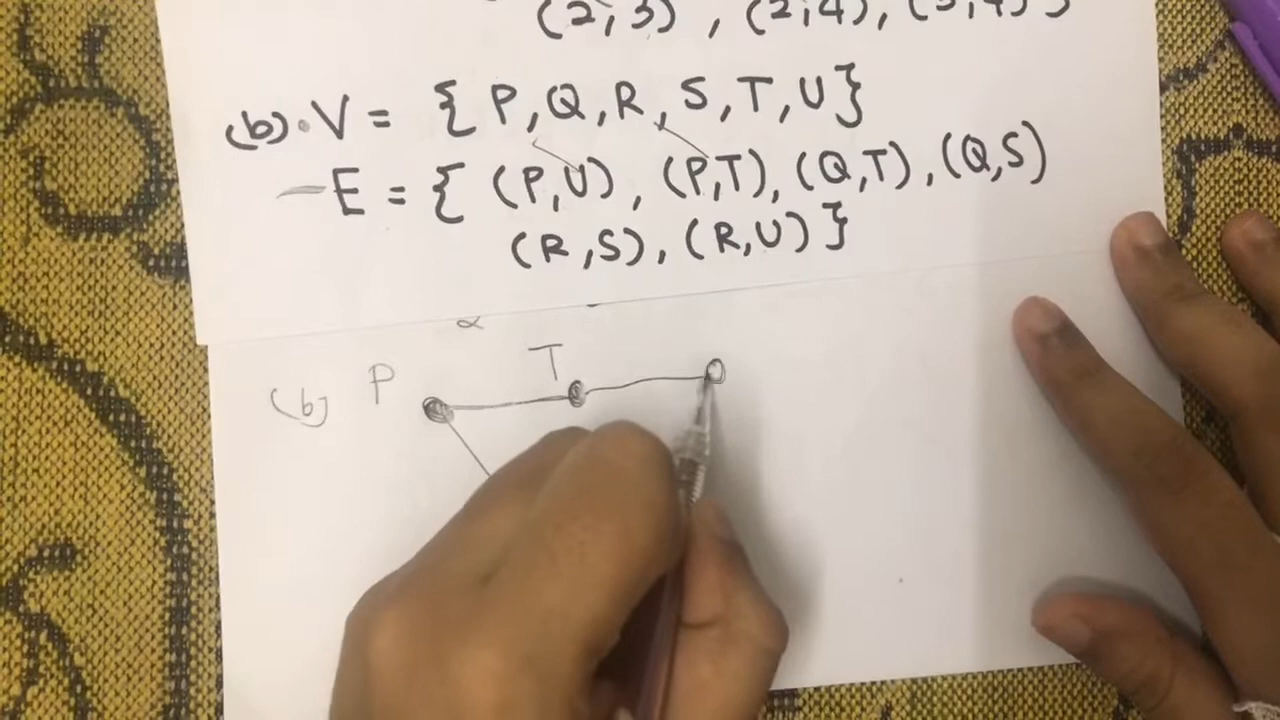 (2,3), (2,4), (3,4)}
(b). V = { P, Q, R, S, T, U}
E = { (P,U), (P,T), (Q,T), (Q,S)
(R,S), (R,U)}
(b) P T